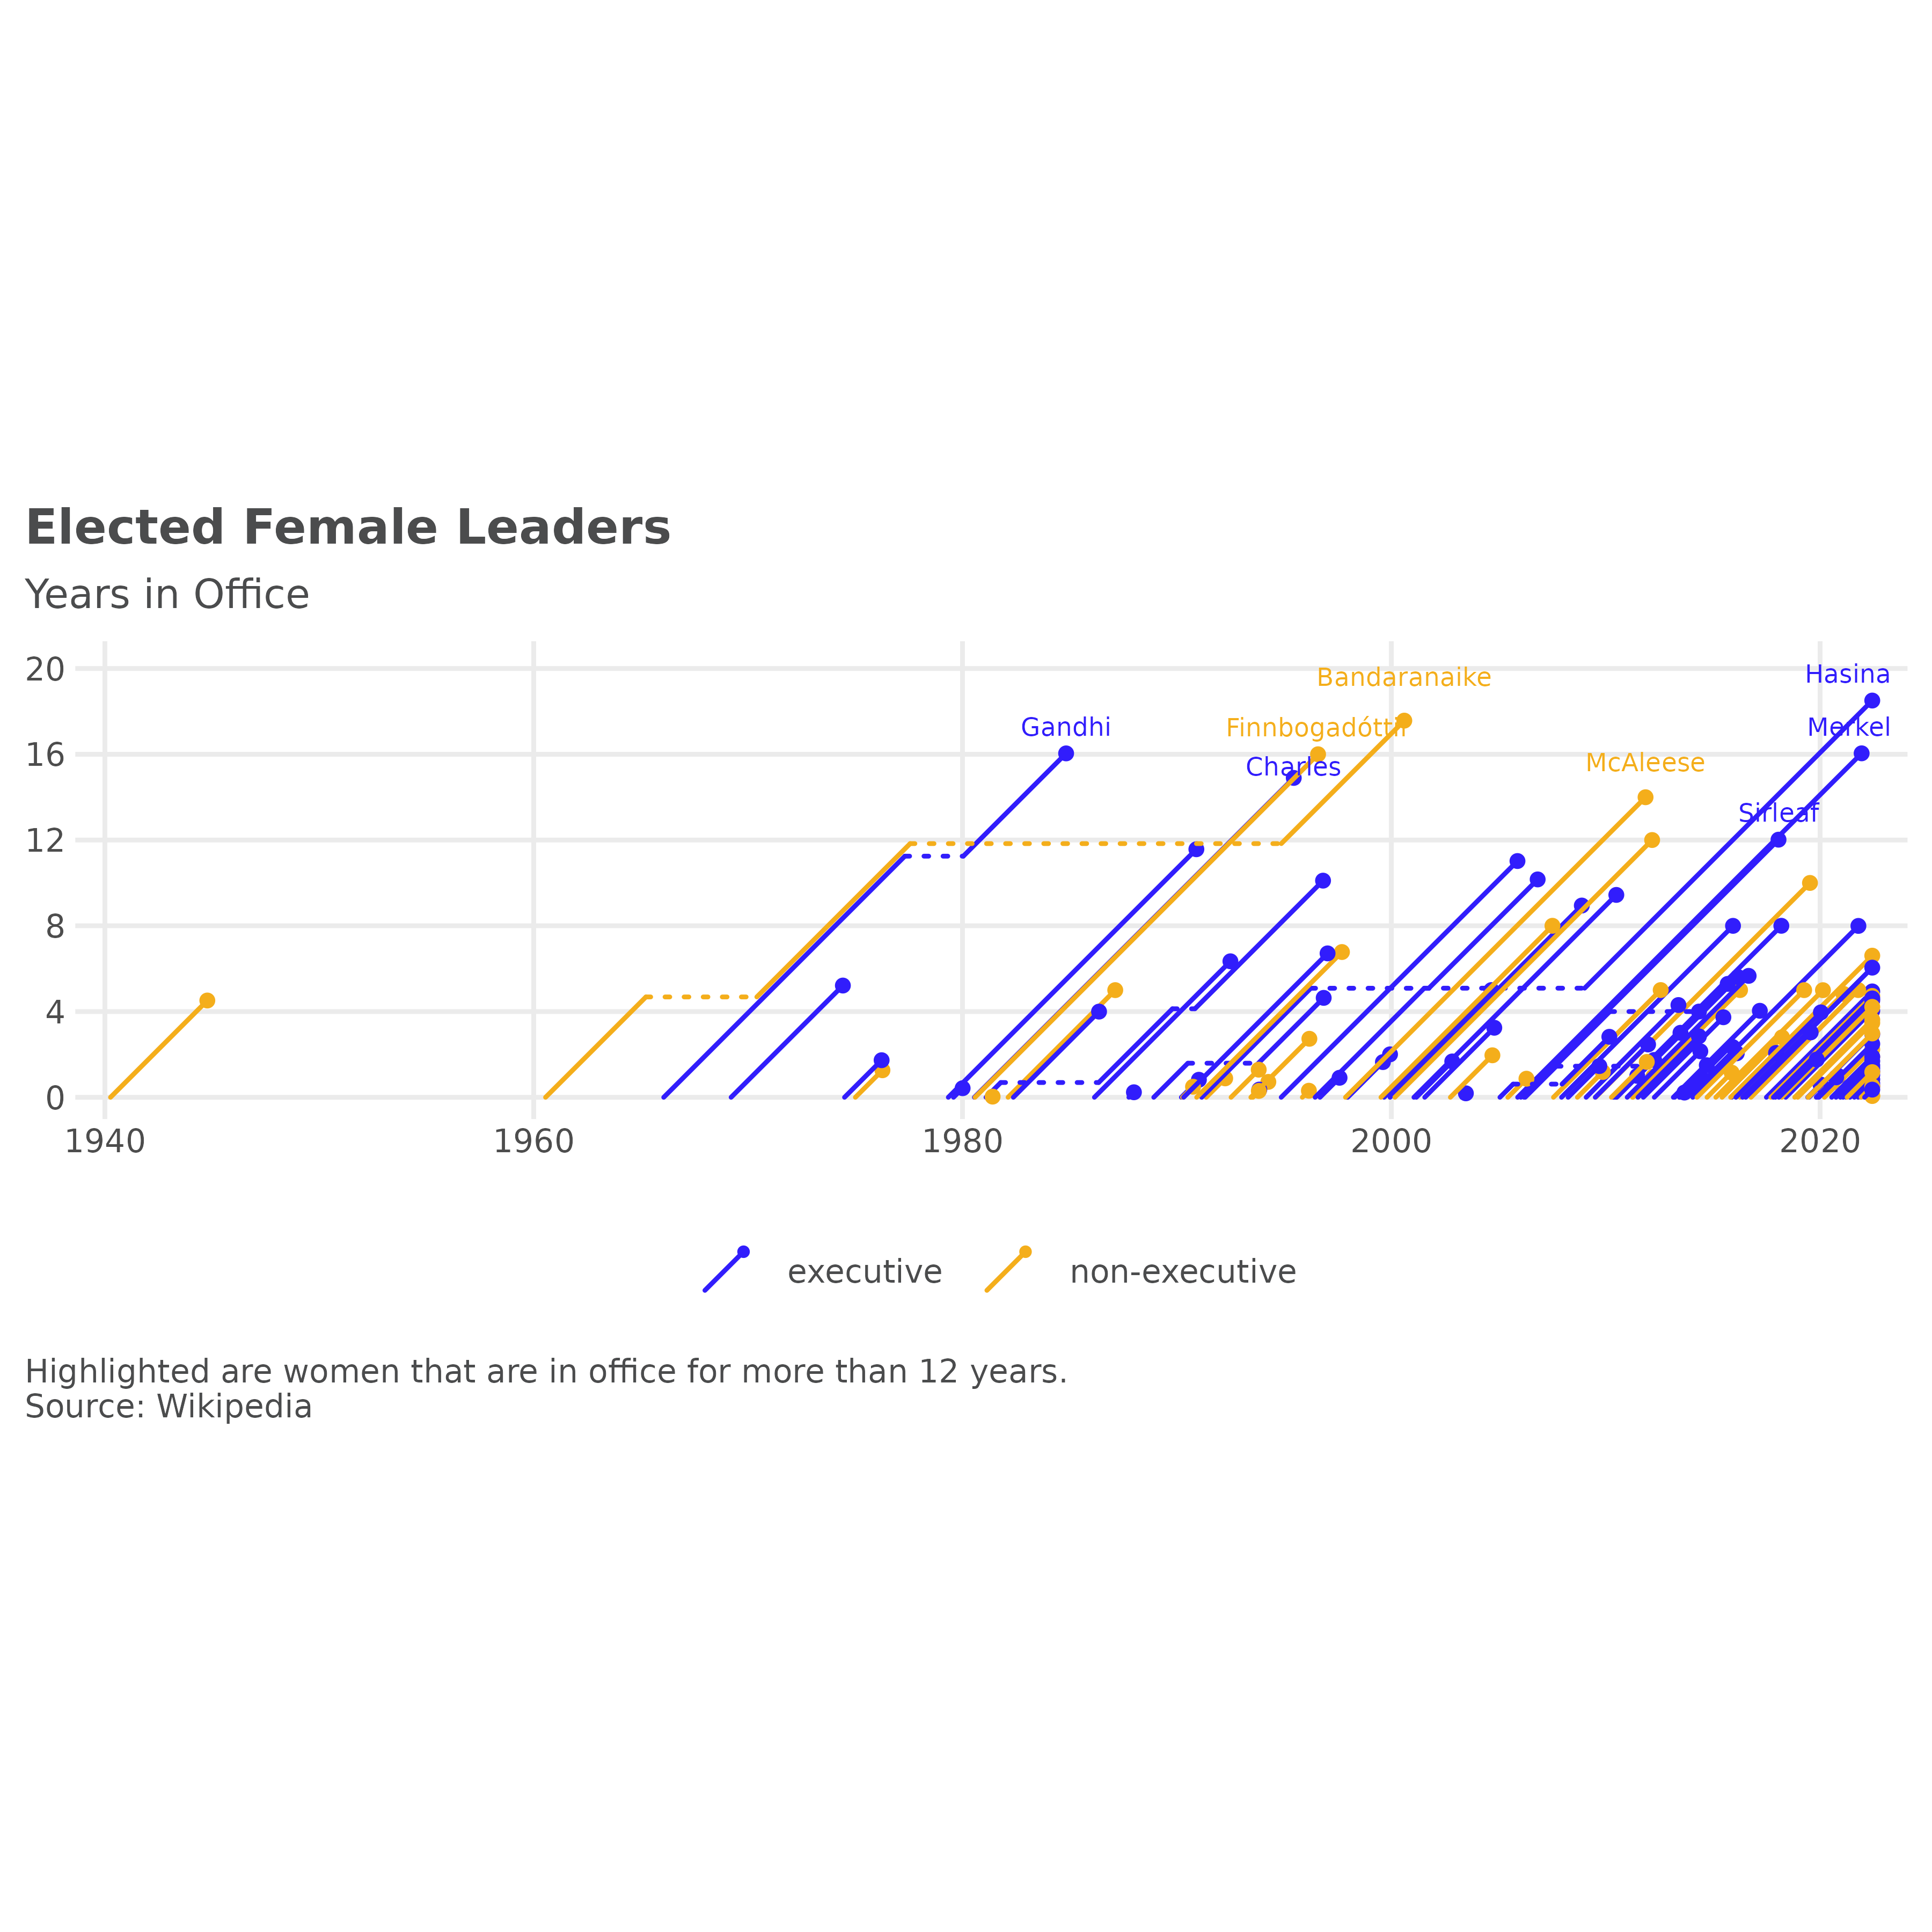 Elected Female Leaders
Years in Office
20
Bandaranaike
Hasina
Gandhi
Finnbogadóttir
Merkel
16
Charles
McAleese
Sirleaf
12
8
4
0
1940
1960
1980
2000
2020
executive
non-executive
Highlighted are women that are in office for more than 12 years.
Source: Wikipedia